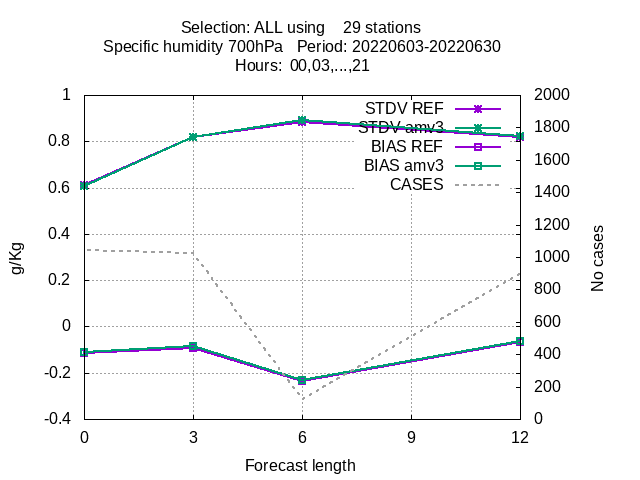 Selection: ALL using    29 stations
Specific humidity 700hPa   Period: 20220603-20220630
Hours: 00,03,...,21
1
0.8
0.6
0.4
0.2
0
-0.2
-0.4
2000
1800
1600
1400
1200
1000
800
600
400
200
0
STDV REF
STDV amv3
BIAS REF
BIAS amv3
CASES
g/Kg
No cases
0 3 6 9 12
Forecast length